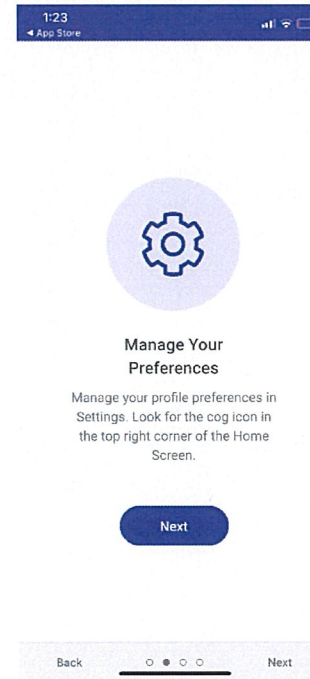 1:23
◄ App Store
Manage Your
Preferences
Manage your profile preferences in
Settings. Look for the cog icon in
the top right corner of the Home
Screen.
Next
Back
Next